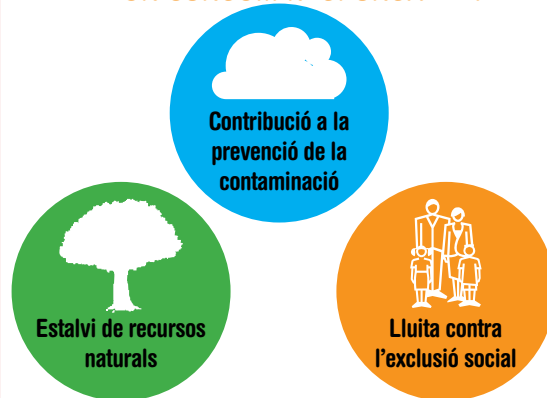 Contribució a la
prevenció de la
contaminació
Estalvi de recursos
naturals
Lluita contra
l'exclusió social